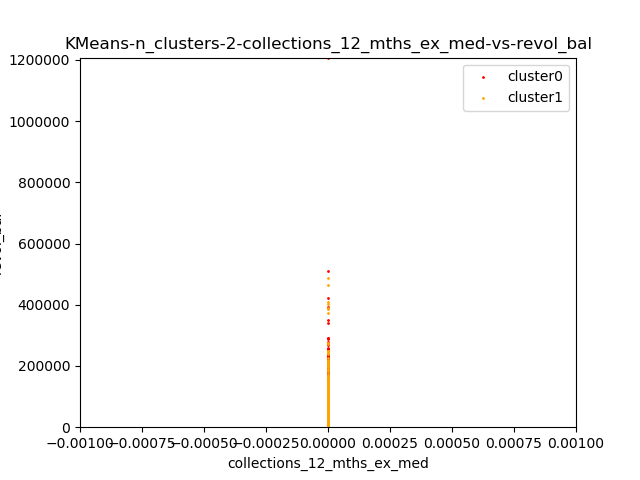 KMeans-n_clusters-2-collections_12_mths_ex_med-vs-revol_bal
cluster0
cluster1
1200000
1000000
800000
600000
400000
200000
0
−0.00100 −0.00075 −0.00050 −0.00025 0.00000 0.00025 0.00050 0.00075 0.00100
collections_12_mths_ex_med